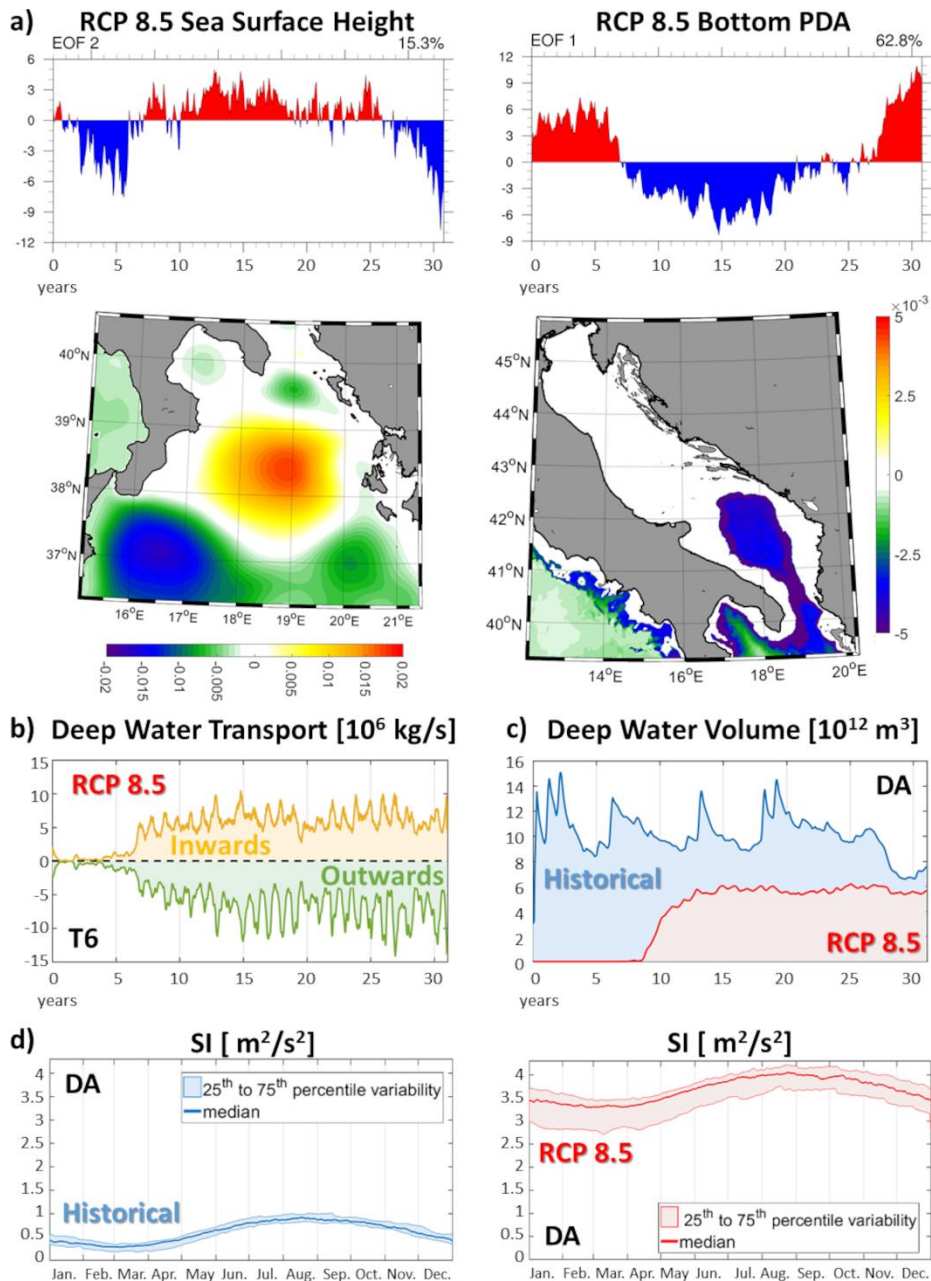 a) RCP 8.5 Sea Surface Height RCP 8.5 Bottom PDA
EOF 2 15.3% EOF 1 62.8%
6
3
0
-3
-6
-9
-12
0 5 10 15 20 25 30
years
12
9
6
3
0
-3
-6
-9
0 5 10 15 20 25 30
years
40°N
39°N
38°N
37°N
16°E 17°E 18°E 19°E 20°E 21°E
-0.02 -0.015 -0.01 -0.005 0 0.005 0.01 0.015 0.02
45°N
44°N
43°N
42°N
41°N
40°N
14°E 16°E 18°E 20°E
×10⁻³
5
2.5
0
-2.5
-5
b) Deep Water Transport [10⁶ kg/s]
15
10
5
0
-5
-10
-15
RCP 8.5
Inwards
Outwards
T6
0 5 10 15 20 25 30
years
c) Deep Water Volume [10¹² m³]
16
14
12
10
8
6
4
2
0
DA
Historical
RCP 8.5
0 5 10 15 20 25 30
years
d) SI [ m²/s²]
4
3.5
3
2.5
2
1.5
1
0.5
0
DA
25th to 75th percentile variability
median
Historical
Jan. Feb. Mar. Apr. May Jun. Jul. Aug. Sep. Oct. Nov. Dec.
SI [ m²/s²]
4
3.5
3
2.5
2
1.5
1
0.5
0
RCP 8.5
25th to 75th percentile variability
median
DA
Jan. Feb. Mar. Apr. May Jun. Jul. Aug. Sep. Oct. Nov. Dec.